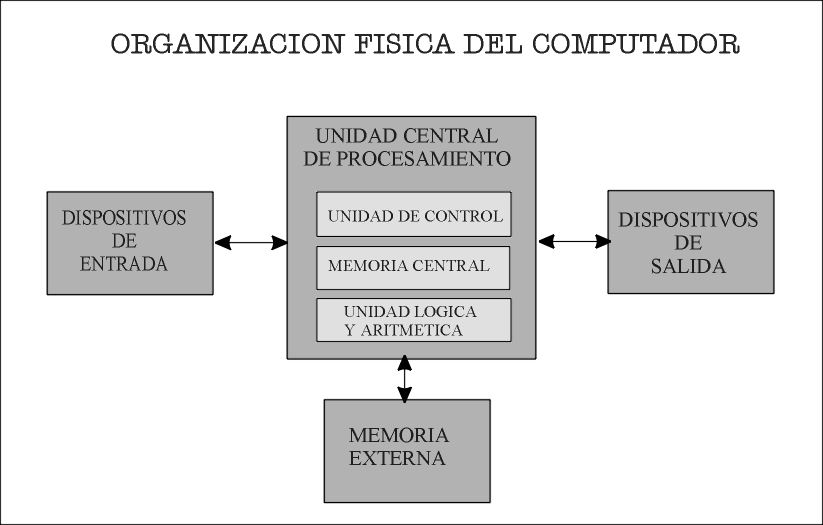 ORGANIZACION FISICA DEL COMPUTADOR
UNIDAD CENTRAL
DE PROCESAMIENTO
DISPOSITIVOS
DE
ENTRADA
UNIDAD DE CONTROL
MEMORIA CENTRAL
UNIDAD LOGICA
Y ARITMETICA
DISPOSITIVOS
DE
SALIDA
MEMORIA
EXTERNA